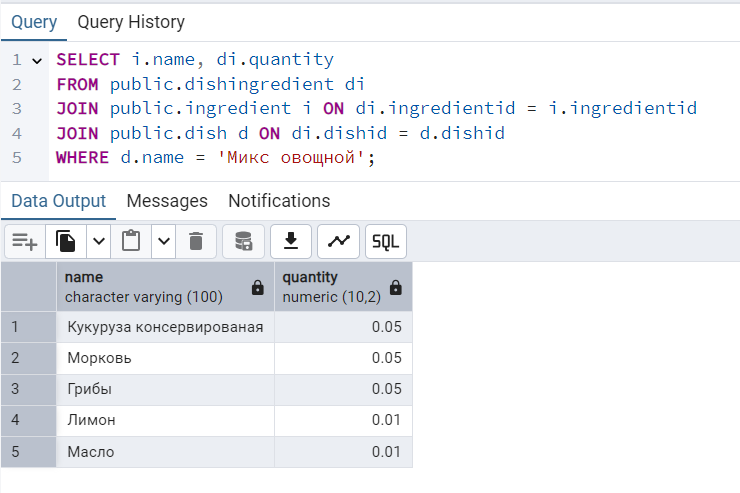 Query Query History
1 SELECT i.name, di.quantity
2 FROM public.dishingredient di
3 JOIN public.ingredient i ON di.ingredientid = i.ingredientid
4 JOIN public.dish d ON di.dishid = d.dishid
5 WHERE d.name = 'Микс овощной';
Data Output Messages Notifications
SQL
name quantity
character varying (100) numeric (10,2)
1 Кукуруза консервированая 0.05
2 Морковь 0.05
3 Грибы 0.05
4 Лимон 0.01
5 Масло 0.01